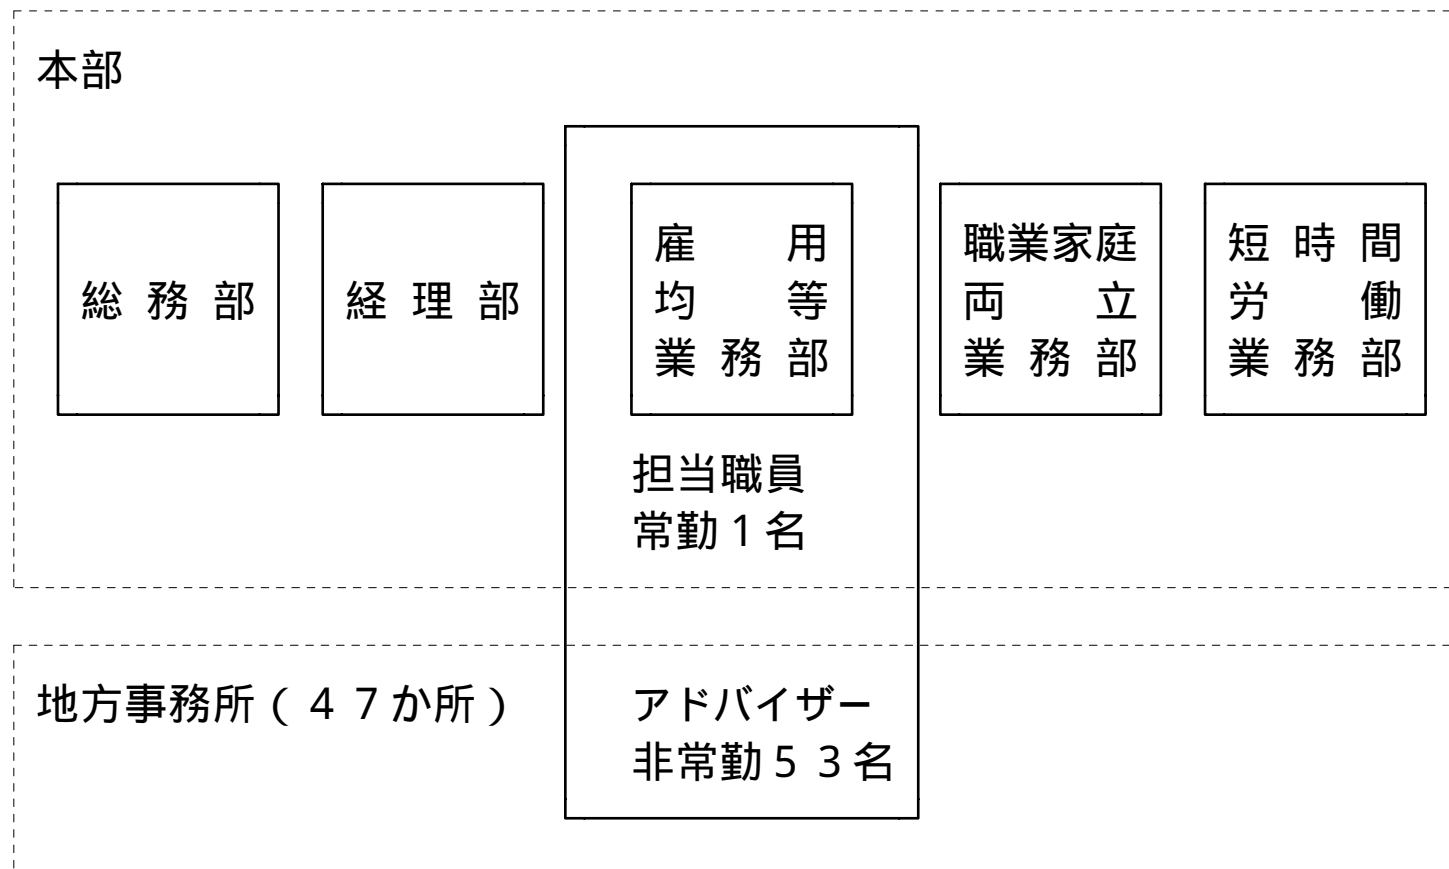 本部
総務部
経理部
雇用
均等
業務部
職業家庭
両立
業務部
短時間
労働
業務部
担当職員
常勤1名
地方事務所(47か所)
アドバイザー
非常勤53名